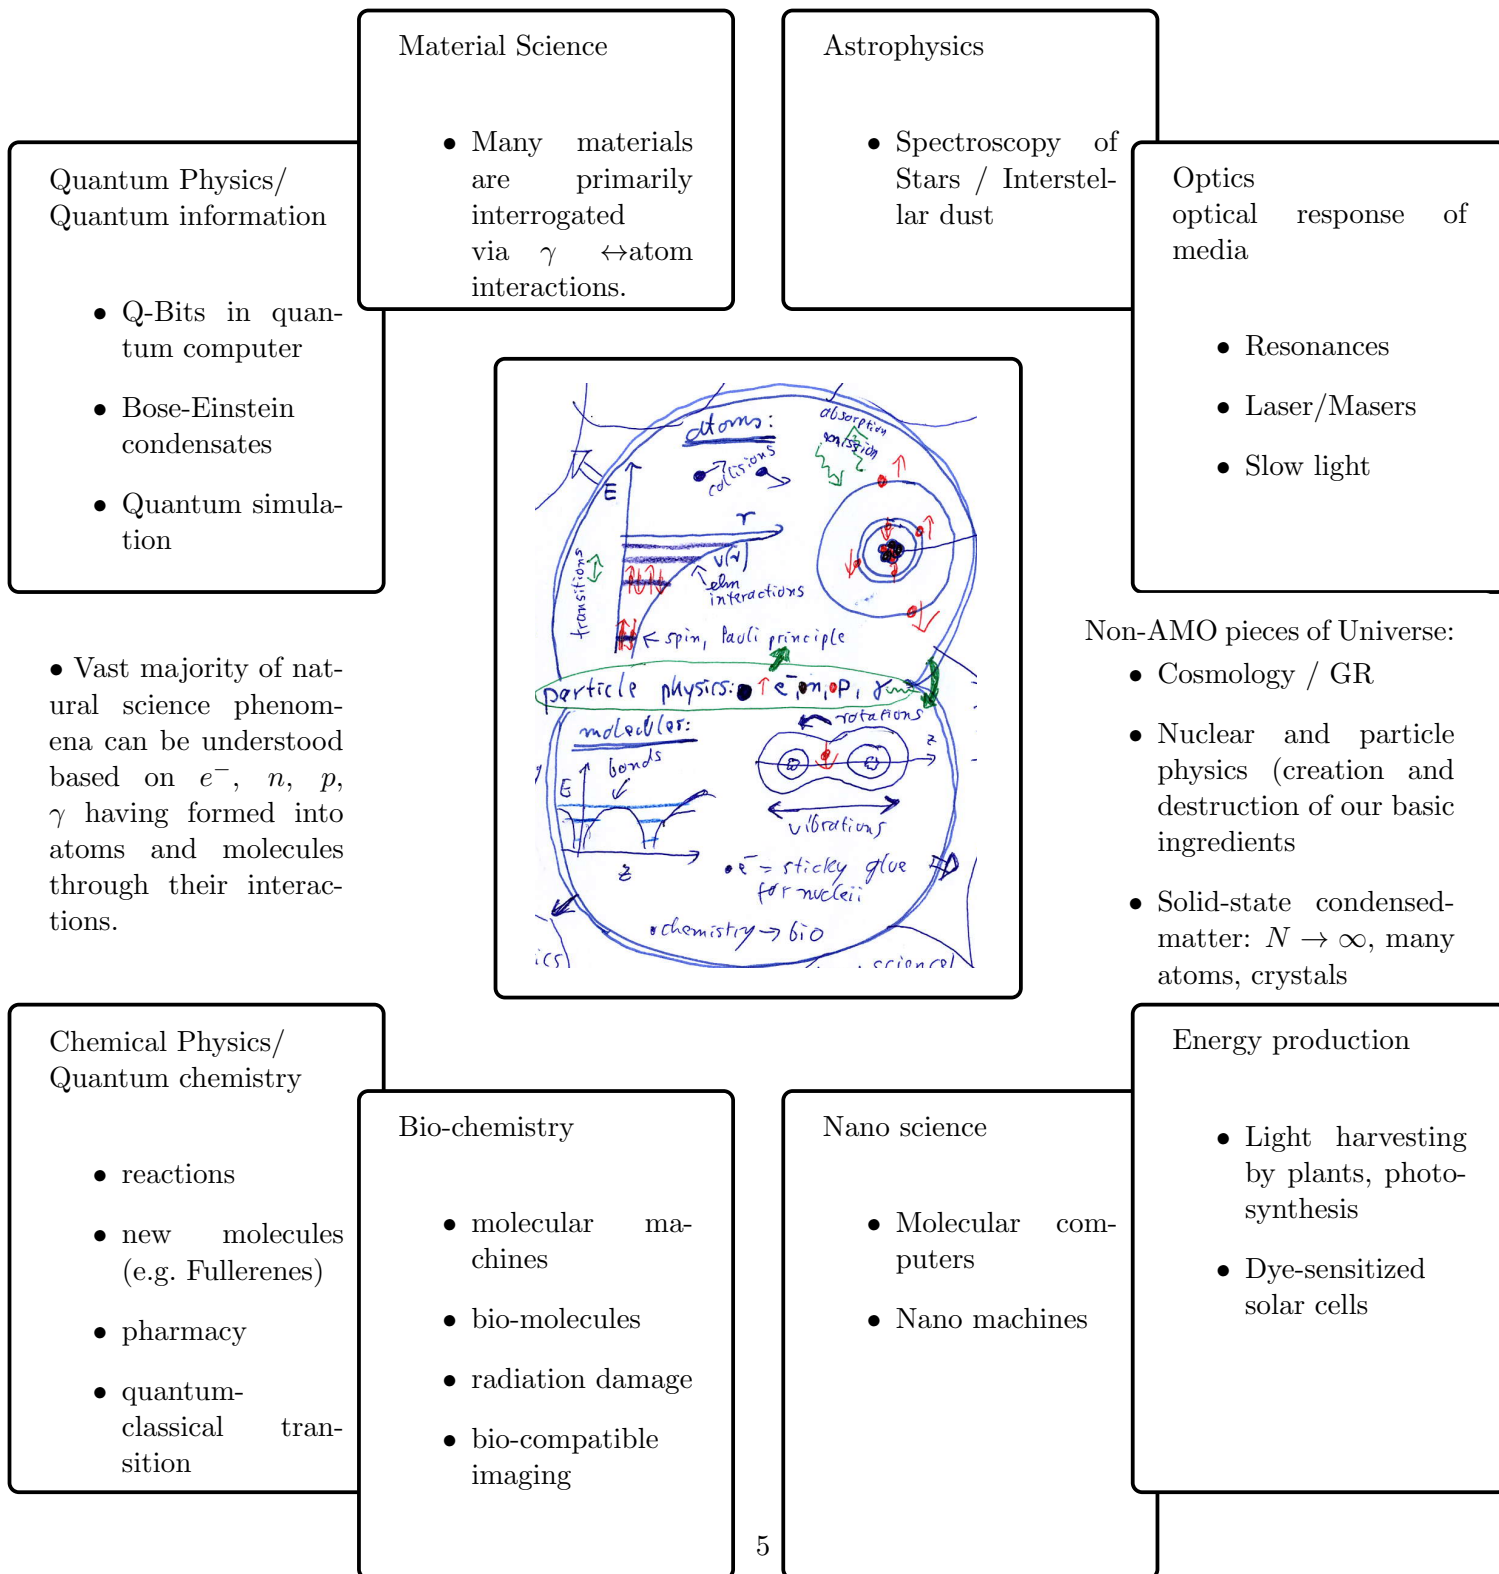 Material Science
• Many materials
are primarily
interrogated
via γ ↔atom
interactions.
Astrophysics
• Spectroscopy of
Stars / Interstel-
lar dust
Quantum Physics/
Quantum information
• Q-Bits in quan-
tum computer
• Bose-Einstein
condensates
• Quantum simula-
tion
Optics
optical response of
media
• Resonances
• Laser/Masers
• Slow light
atoms:
collisions
absorption
emission
E
r
V(r)
transitions
elm
interactions
← spin, Pauli principle
particle physics: e⁻, n, p, γ
molecules:
bonds
E
z
rotations
z
vibrations
• e⁻ = sticky glue
for nucleii
• chemistry → bio
ics)
science)
• Vast majority of nat-
ural science phenom-
ena can be understood
based on e⁻, n, p,
γ having formed into
atoms and molecules
through their interac-
tions.
Non-AMO pieces of Universe:
• Cosmology / GR
• Nuclear and particle
physics (creation and
destruction of our basic
ingredients
• Solid-state condensed-
matter: N → ∞, many
atoms, crystals
Chemical Physics/
Quantum chemistry
• reactions
• new molecules
(e.g. Fullerenes)
• pharmacy
• quantum-
classical tran-
sition
Bio-chemistry
• molecular ma-
chines
• bio-molecules
• radiation damage
• bio-compatible
imaging
Nano science
• Molecular com-
puters
• Nano machines
Energy production
• Light harvesting
by plants, photo-
synthesis
• Dye-sensitized
solar cells
5